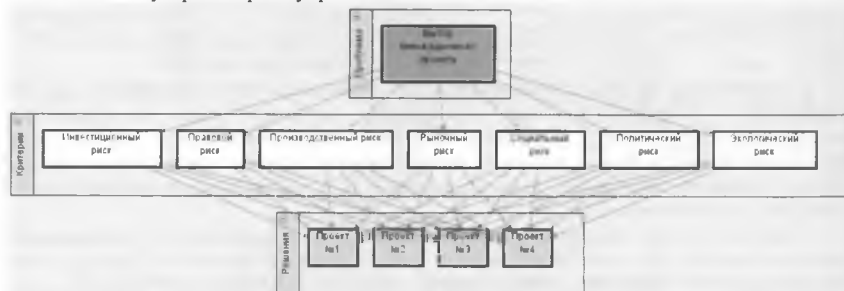 Проблема
Выбор
инновационного
проекта
Критерии
Инвестиционный
риск
Правовой
риск
Производственный риск
Рыночный
риск
Социальный
риск
Политический
риск
Экологический
риск
Решения
Проект
№1
Проект
№2
Проект
№3
Проект
№4